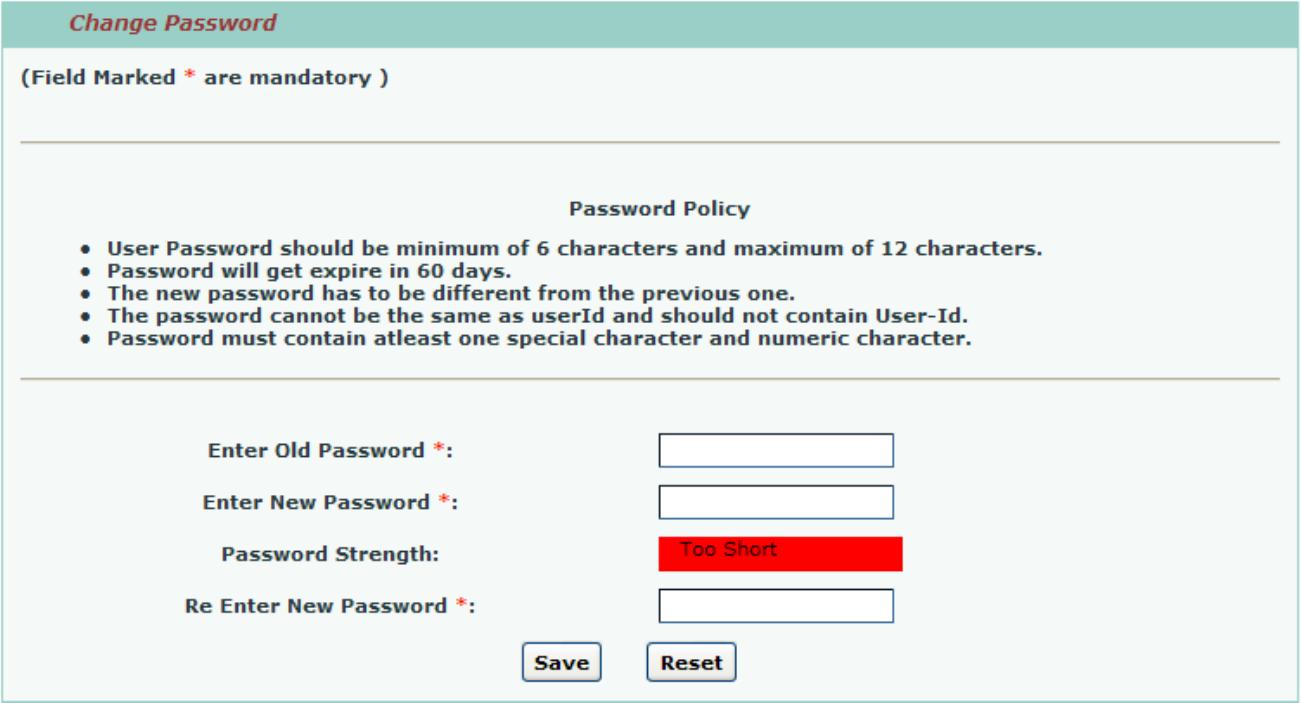 Change Password
(Field Marked * are mandatory )
Password Policy
● User Password should be minimum of 6 characters and maximum of 12 characters.
● Password will get expire in 60 days.
● The new password has to be different from the previous one.
● The password cannot be the same as userId and should not contain User-Id.
● Password must contain atleast one special character and numeric character.
Enter Old Password *:
Enter New Password *:
Password Strength: Too Short
Re Enter New Password *:
Save Reset